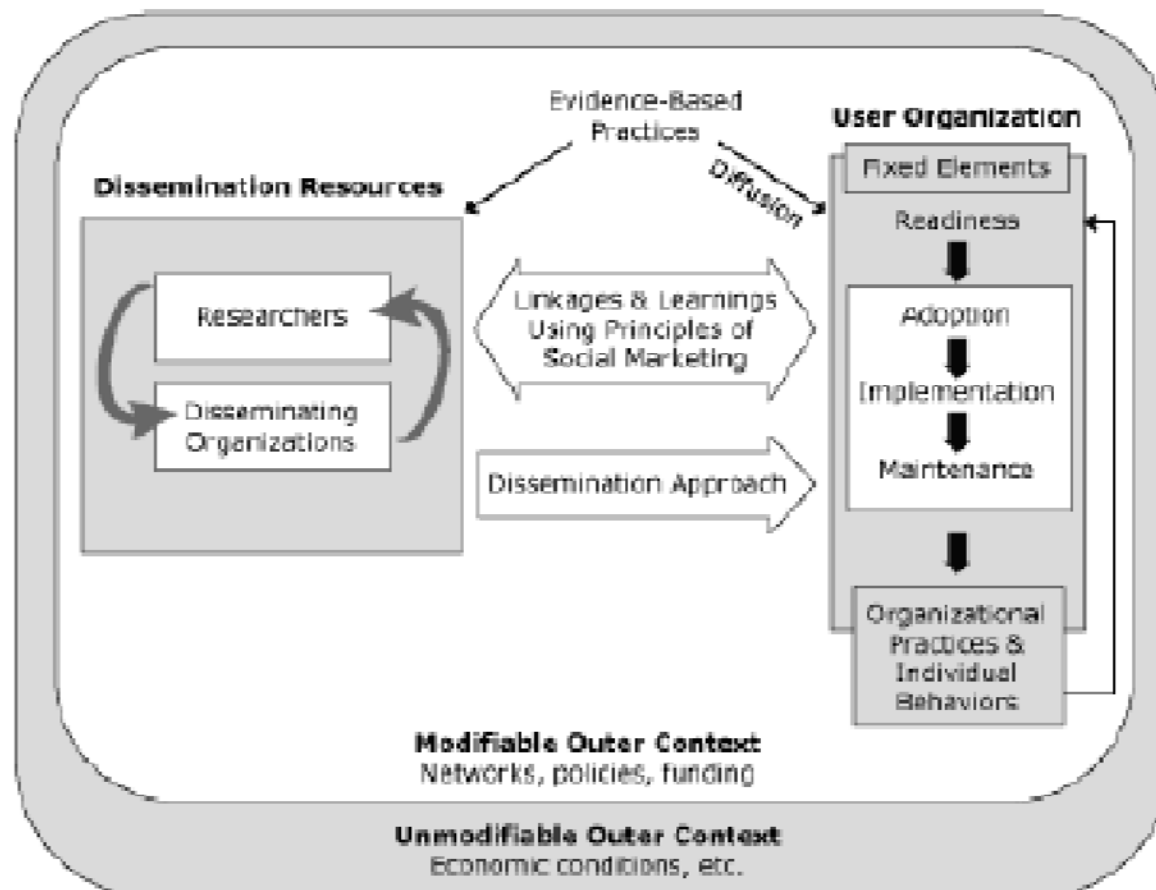 Evidence-Based
Practices
Diffusion
Dissemination Resources
Researchers
Disseminating
Organizations
Linkages & Learnings
Using Principles of
Social Marketing
Dissemination Approach
User Organization
Fixed Elements
Readiness
Adoption
Implementation
Maintenance
Organizational
Practices &
Individual
Behaviors
Modifiable Outer Context
Networks, policies, funding
Unmodifiable Outer Context
Economic conditions, etc.